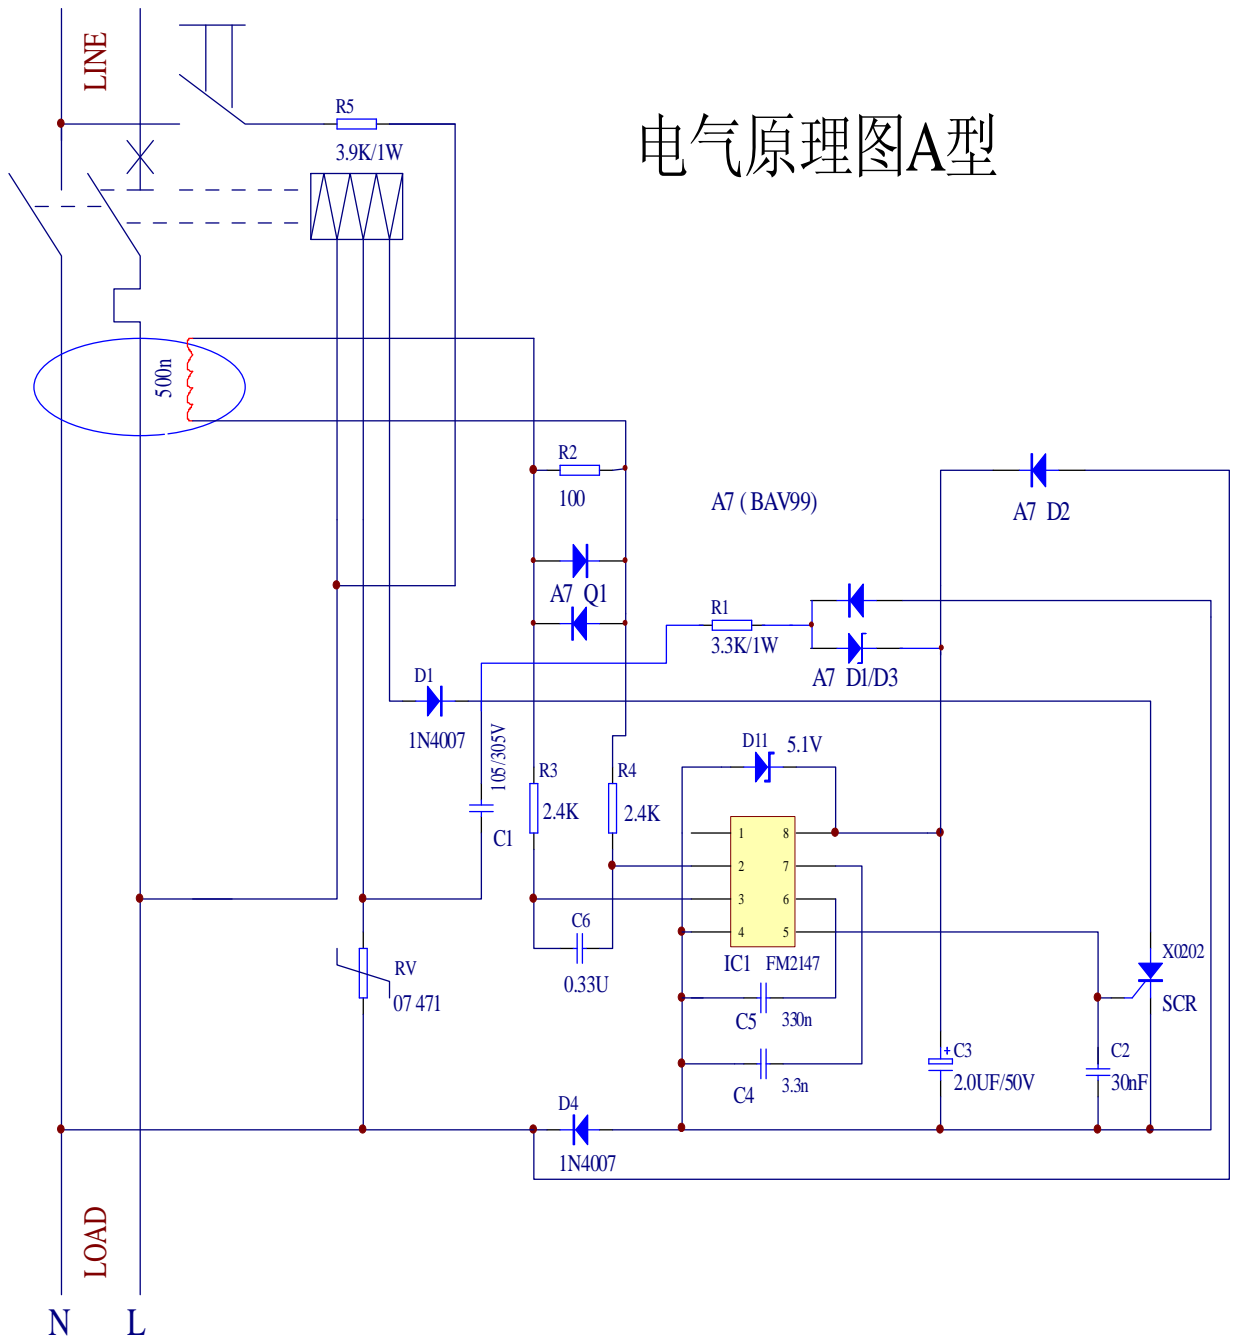 LINE
R5
3.9K/1W
电气原理图A型
500n
R2
100
A7 (BAV99)
A7 D2
A7 Q1
R1
3.3K/1W
A7 D1/D3
D1
1N4007
105/305V
C1
R3
2.4K
R4
2.4K
D11
5.1V
1
8
2
7
3
6
4
5
IC1
FM2147
C6
0.33U
RV
07 471
C5
330n
C4
3.3n
X0202
SCR
+
C3
2.0UF/50V
C2
30nF
D4
1N4007
LOAD
N
L